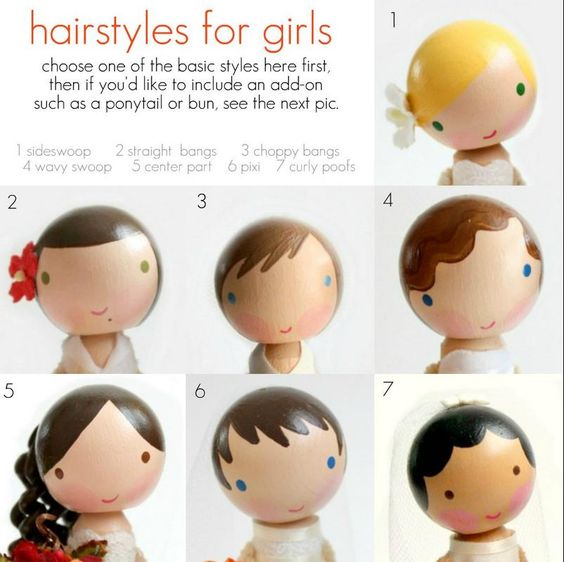 hairstyles for girls
choose one of the basic styles here first,
then if you'd like to include an add-on
such as a ponytail or bun, see the next pic.
1 sideswoop 2 straight bangs 3 choppy bangs
4 wavy swoop 5 center part 6 pixi 7 curly poofs
1
2 3 4
5 6 7